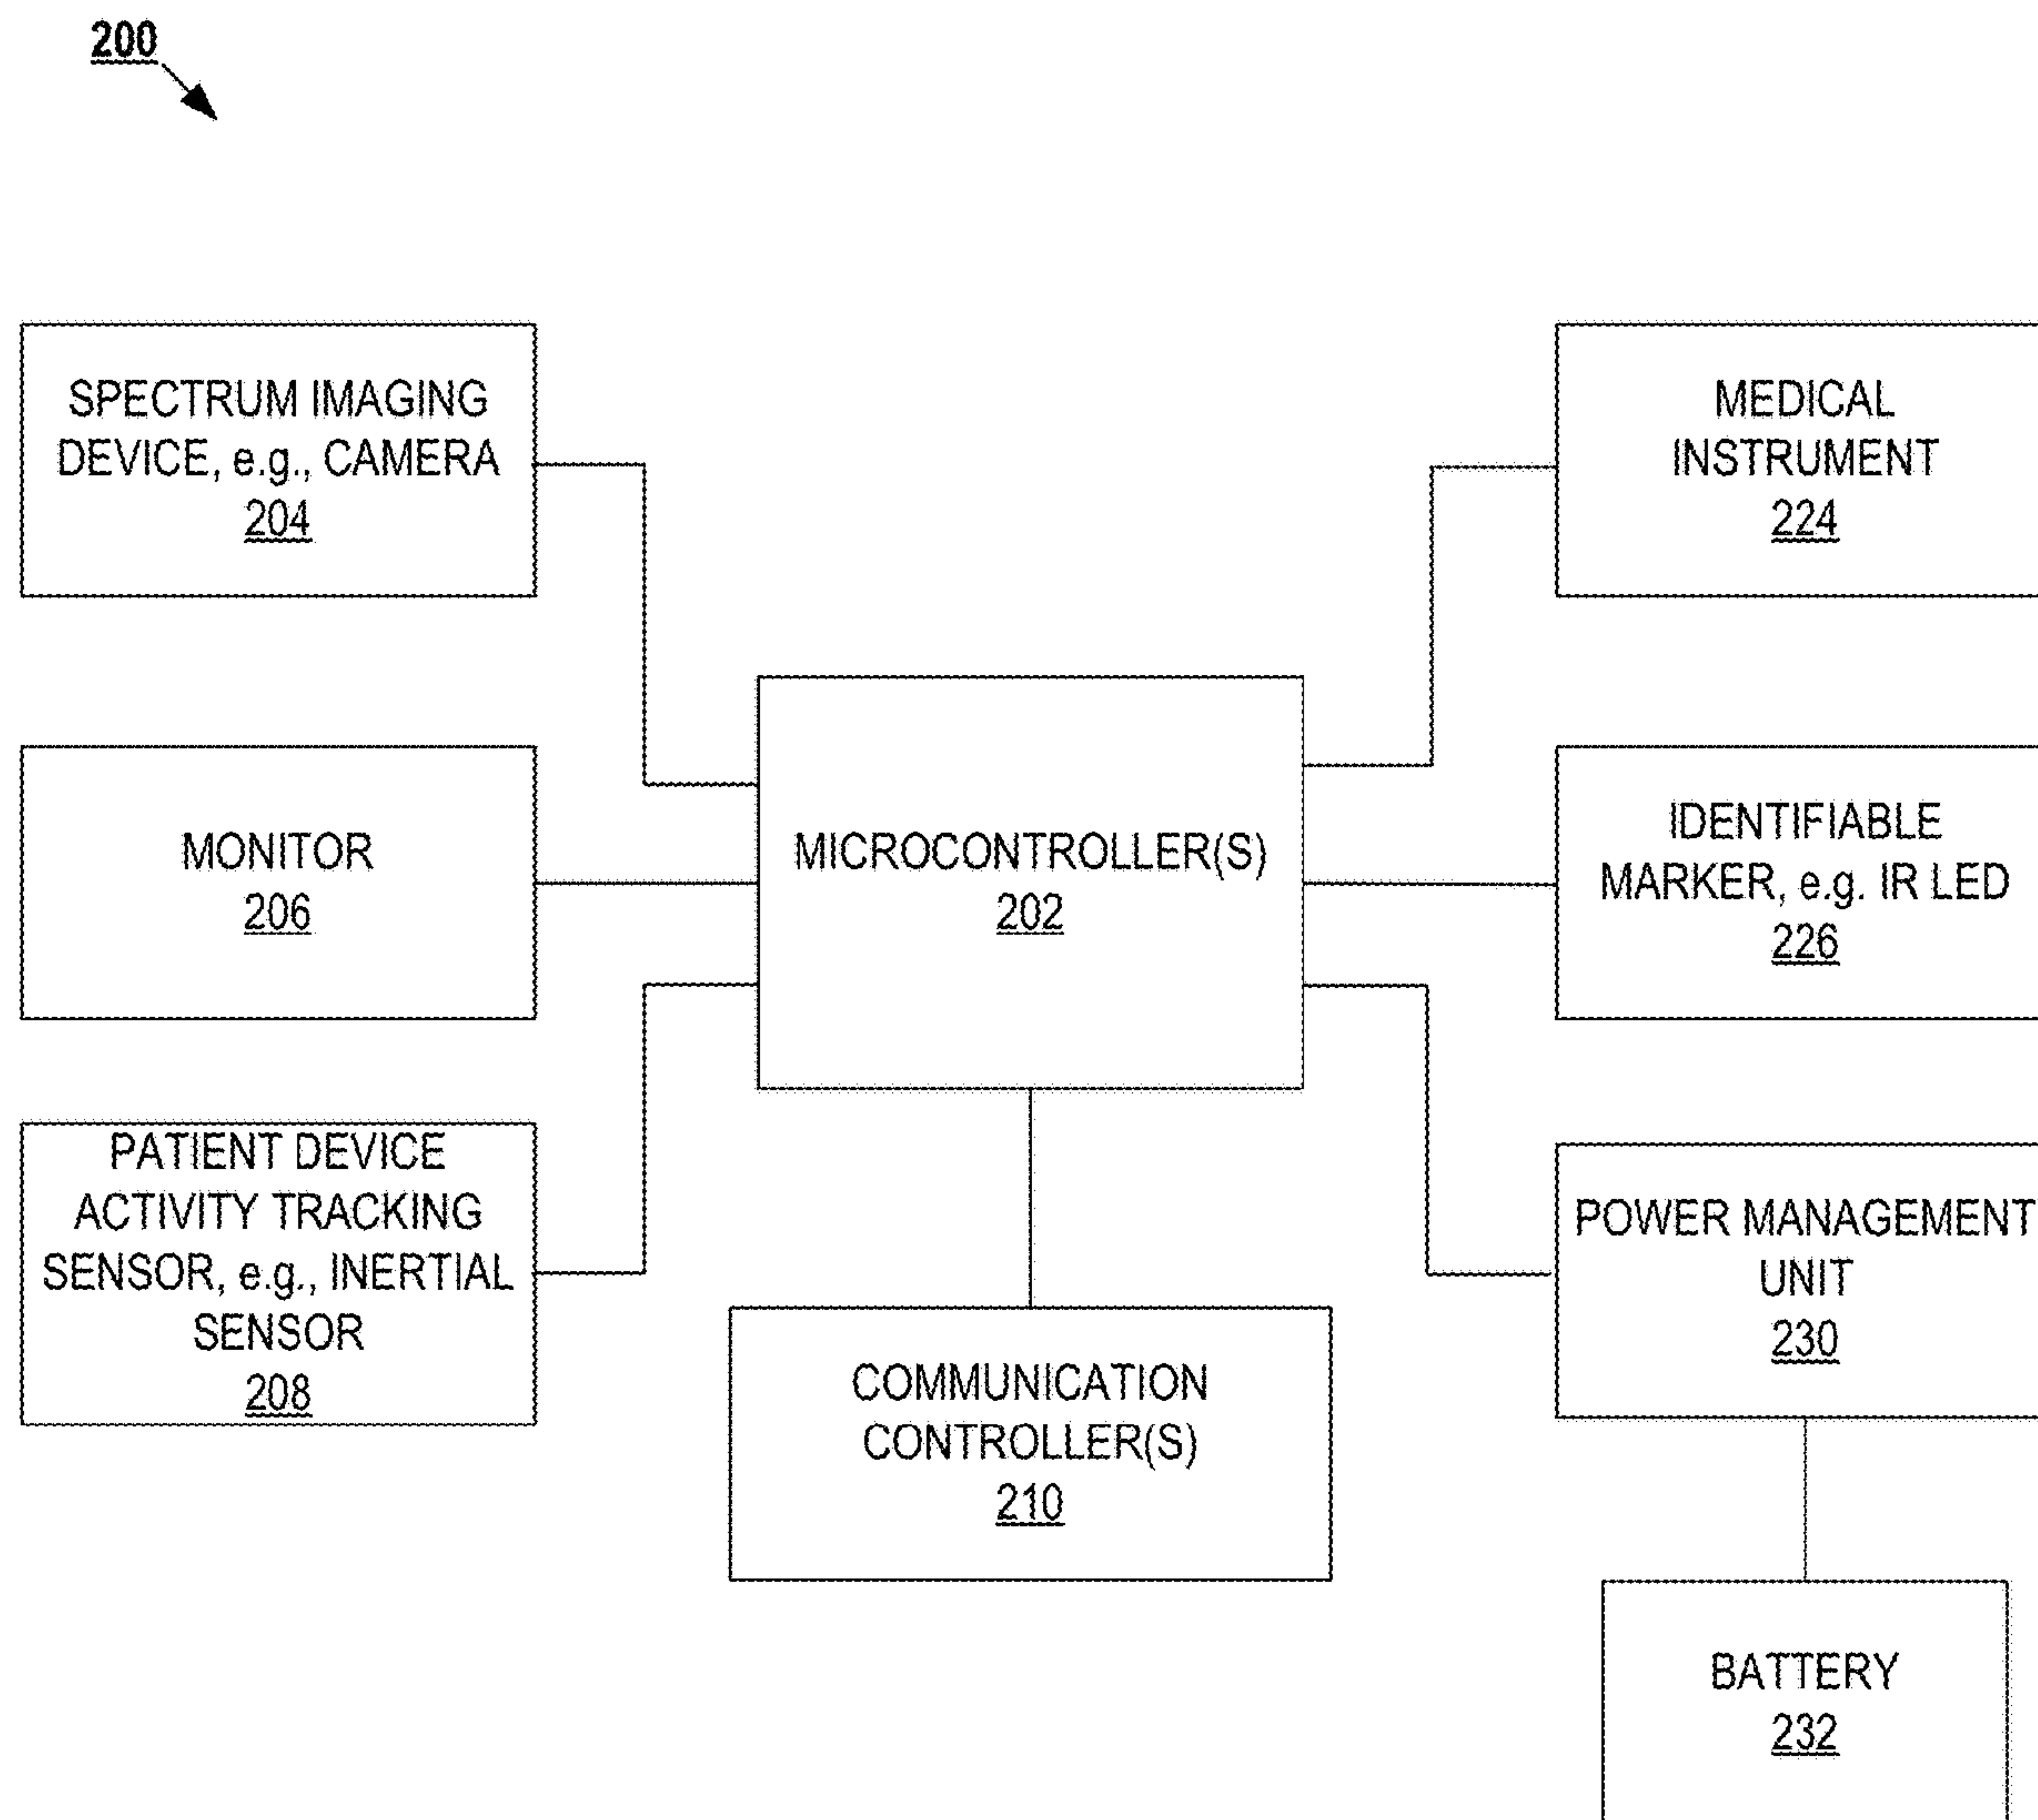 200
SPECTRUM IMAGING
DEVICE, e.g., CAMERA
204
MEDICAL
INSTRUMENT
224
MONITOR
206
MICROCONTROLLER(S)
202
IDENTIFIABLE
MARKER, e.g. IR LED
226
PATIENT DEVICE
ACTIVITY TRACKING
SENSOR, e.g., INERTIAL
SENSOR
208
COMMUNICATION
CONTROLLER(S)
210
POWER MANAGEMENT
UNIT
230
BATTERY
232